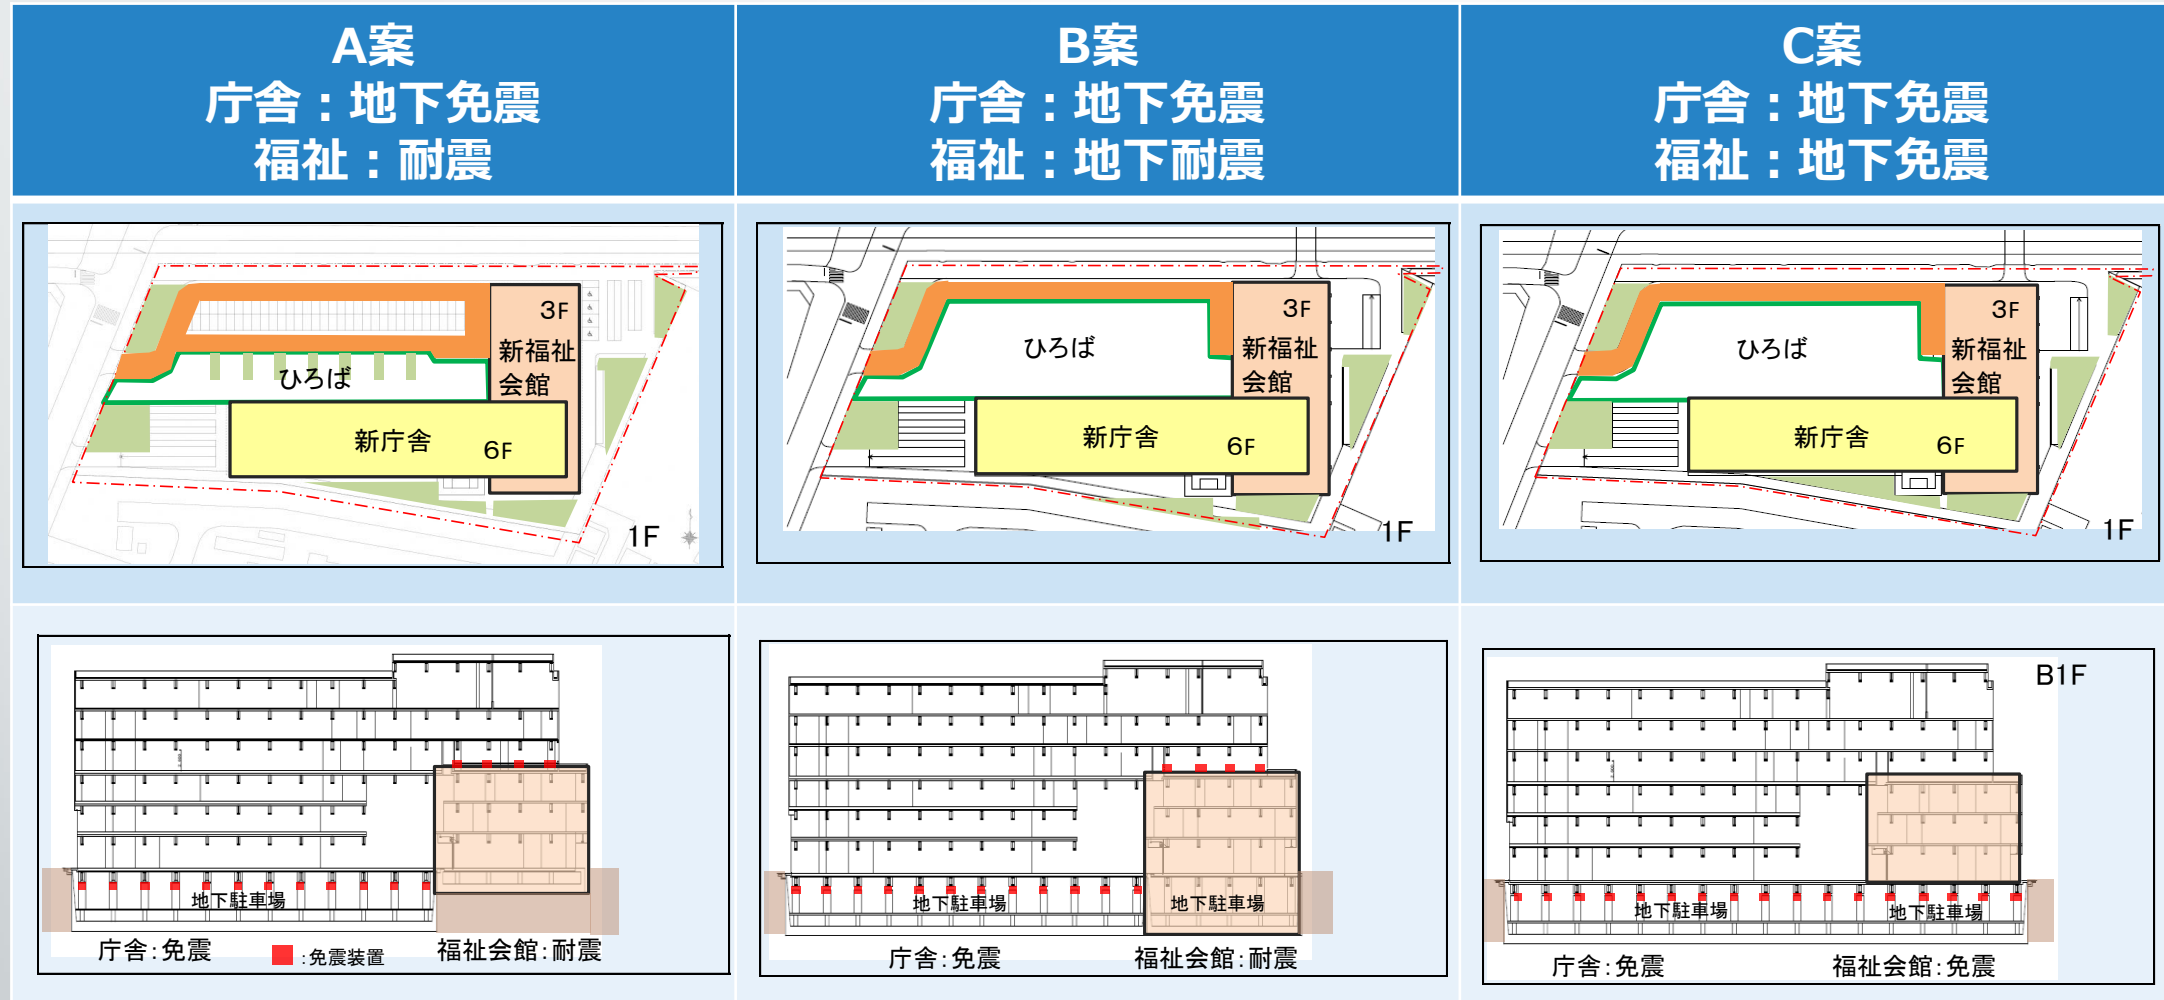 A案
庁舎：地下免震
福祉：耐震
B案
庁舎：地下免震
福祉：地下耐震
C案
庁舎：地下免震
福祉：地下免震
3F
新福祉
会館
ひろば
新庁舎
6F
1F
3F
ひろば
新福祉
会館
新庁舎
6F
1F
3F
ひろば
新福祉
会館
新庁舎
6F
1F
地下駐車場
庁舎：免震
：免震装置
福祉会館：耐震
地下駐車場
地下駐車場
庁舎：免震
福祉会館：耐震
B1F
地下駐車場
地下駐車場
庁舎：免震
福祉会館：免震